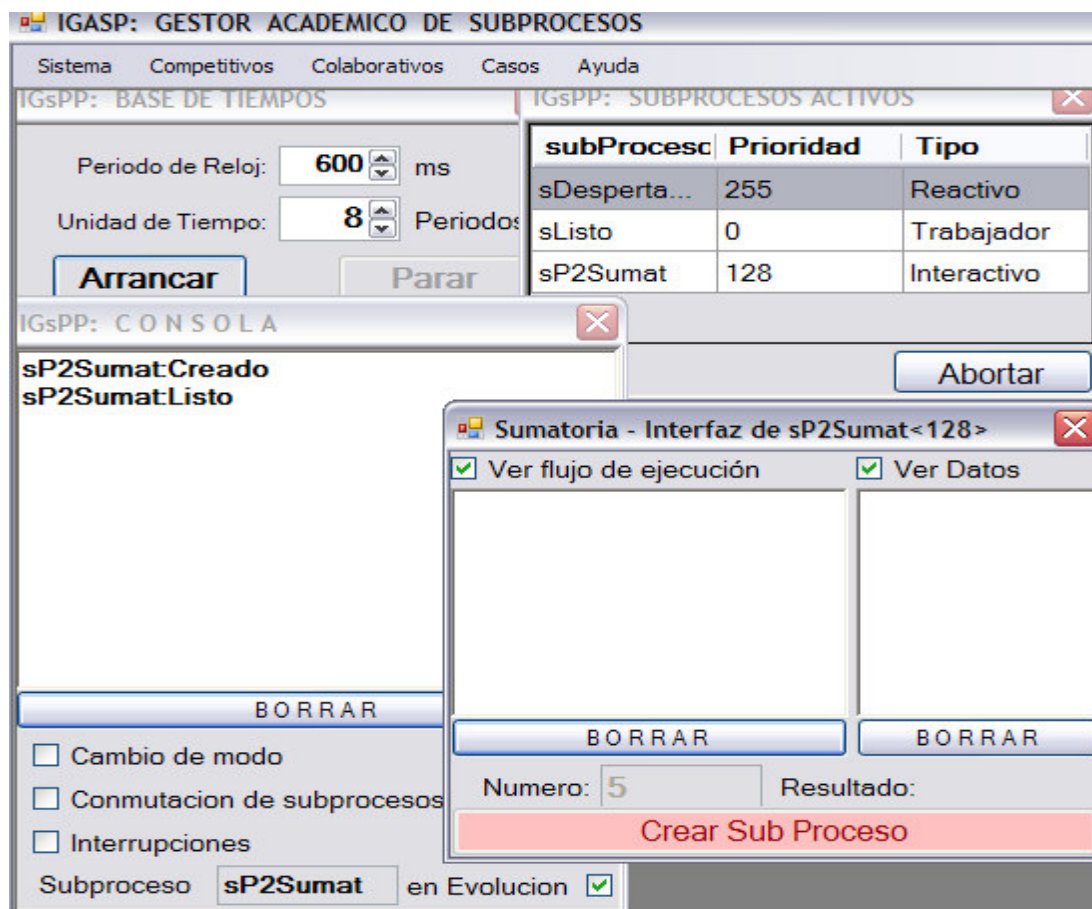 IGASP: GESTOR ACADEMICO DE SUBPROCESOS
Sistema Competitivos Colaborativos Casos Ayuda
IGsPP: BASE DE TIEMPOS
Periodo de Reloj: 600 ms
Unidad de Tiempo: 8 Periodos
Arrancar Parar
IGsPP: SUBPROCESOS ACTIVOS
subProceso Prioridad Tipo
sDesperta... 255 Reactivo
sListo 0 Trabajador
sP2Sumat 128 Interactivo
Abortar
IGsPP: C O N S O L A
sP2Sumat:Creado
sP2Sumat:Listo
B O R R A R
Cambio de modo
Conmutacion de subprocesos
Interrupciones
Subproceso sP2Sumat en Evolucion
Sumatoria - Interfaz de sP2Sumat<128>
Ver flujo de ejecución Ver Datos
B O R R A R B O R R A R
Numero: 5 Resultado:
Crear Sub Proceso